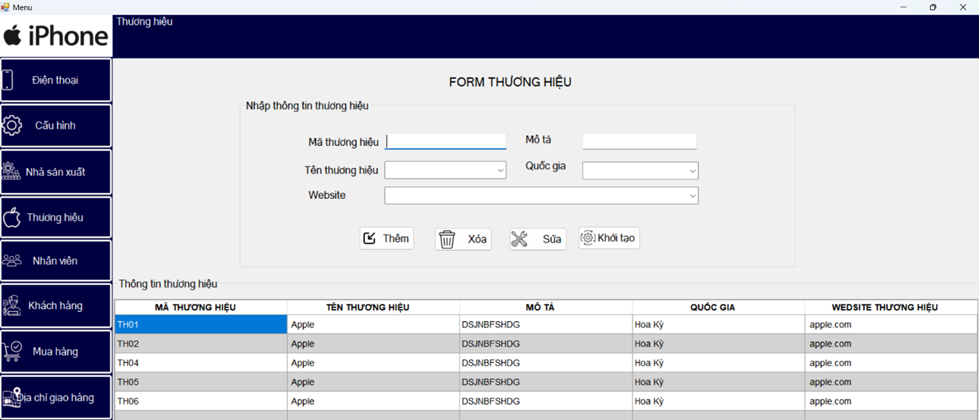 Menu
iPhone
Thương hiệu
Điện thoại
Cấu hình
Nhà sản xuất
Thương hiệu
Nhân viên
Khách hàng
Mua hàng
Địa chỉ giao hàng
FORM THƯƠNG HIỆU
Nhập thông tin thương hiệu
Mã thương hiệu
Mô tả
Tên thương hiệu
Quốc gia
Website
Thêm
Xóa
Sửa
Khởi tạo
Thông tin thương hiệu
MÃ THƯƠNG HIỆU TÊN THƯƠNG HIỆU MÔ TẢ QUỐC GIA WEDSITE THƯƠNG HIỆU
TH01 Apple DSJNBFSHDG Hoa Kỳ apple.com
TH02 Apple DSJNBFSHDG Hoa Kỳ apple.com
TH04 Apple DSJNBFSHDG Hoa Kỳ apple.com
TH05 Apple DSJNBFSHDG Hoa Kỳ apple.com
TH06 Apple DSJNBFSHDG Hoa Kỳ apple.com